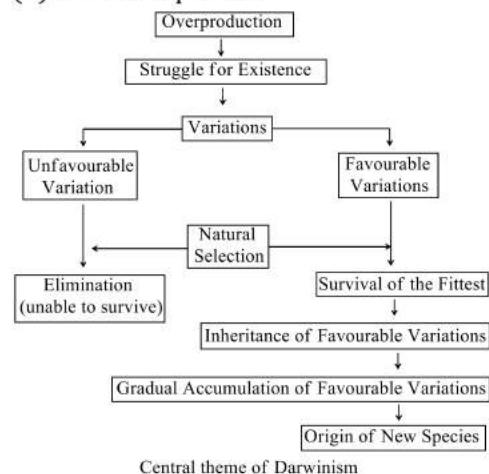 Overproduction
Struggle for Existence
Variations
Unfavourable
Variation
Favourable
Variations
Natural
Selection
Elimination
(unable to survive)
Survival of the Fittest
Inheritance of Favourable Variations
Gradual Accumulation of Favourable Variations
Origin of New Species
Central theme of Darwinism